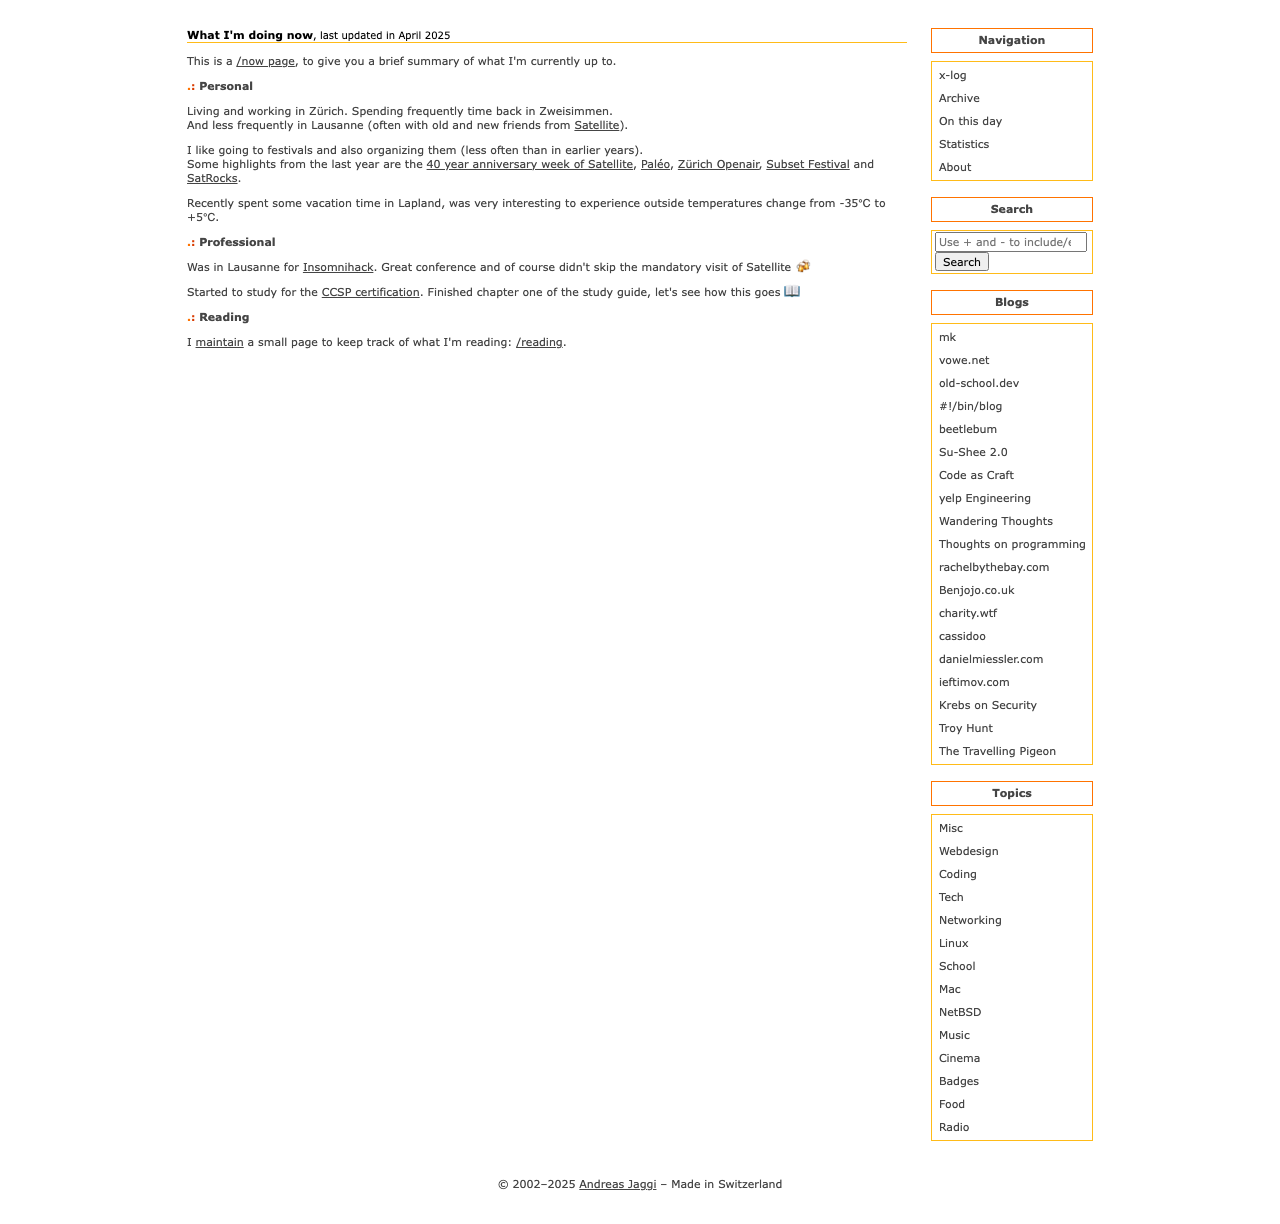 What I'm doing now, last updated in April 2025
This is a /now page, to give you a brief summary of what I'm currently up to.
.: Personal
Living and working in Zürich. Spending frequently time back in Zweisimmen.
And less frequently in Lausanne (often with old and new friends from Satellite).
I like going to festivals and also organizing them (less often than in earlier years).
Some highlights from the last year are the 40 year anniversary week of Satellite, Paléo, Zürich Openair, Subset Festival and
SatRocks.
Recently spent some vacation time in Lapland, was very interesting to experience outside temperatures change from -35°C to
+5°C.
.: Professional
Was in Lausanne for Insomnihack. Great conference and of course didn't skip the mandatory visit of Satellite 🍻
Started to study for the CCSP certification. Finished chapter one of the study guide, let's see how this goes 📖
.: Reading
I maintain a small page to keep track of what I'm reading: /reading.
Navigation
x-log
Archive
On this day
Statistics
About
Search
Use + and - to include/e
Search
Blogs
mk
vowe.net
old-school.dev
#!/bin/blog
beetlebum
Su-Shee 2.0
Code as Craft
yelp Engineering
Wandering Thoughts
Thoughts on programming
rachelbythebay.com
Benjojo.co.uk
charity.wtf
cassidoo
danielmiessler.com
ieftimov.com
Krebs on Security
Troy Hunt
The Travelling Pigeon
Topics
Misc
Webdesign
Coding
Tech
Networking
Linux
School
Mac
NetBSD
Music
Cinema
Badges
Food
Radio
© 2002–2025 Andreas Jaggi – Made in Switzerland